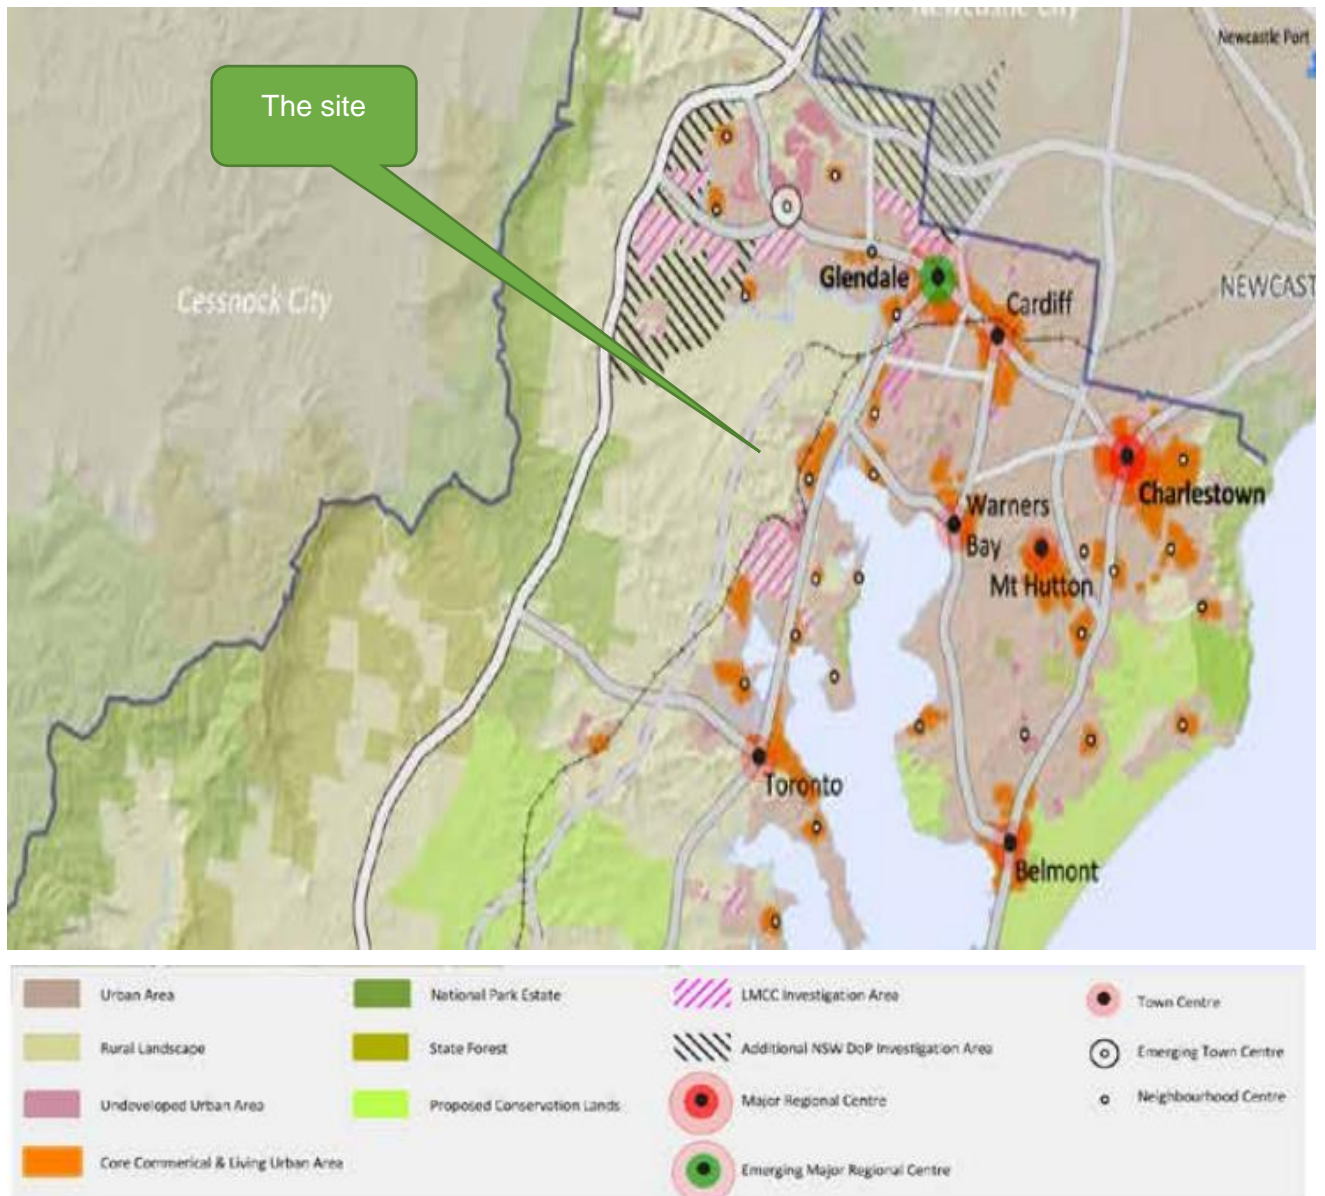 Newcastle City
Newcastle Port
The site
Cessnock City
Glendale
NEWCAST
Cardiff
Charlestown
Warners
Bay
Mt Hutton
Toronto
Belmont
Urban Area
Rural Landscape
Undeveloped Urban Area
Core Commerical & Living Urban Area
National Park Estate
State Forest
Proposed Conservation Lands
LMCC Investigation Area
Additional NSW DoP Investigation Area
Major Regional Centre
Emerging Major Regional Centre
Town Centre
Emerging Town Centre
Neighbourhood Centre